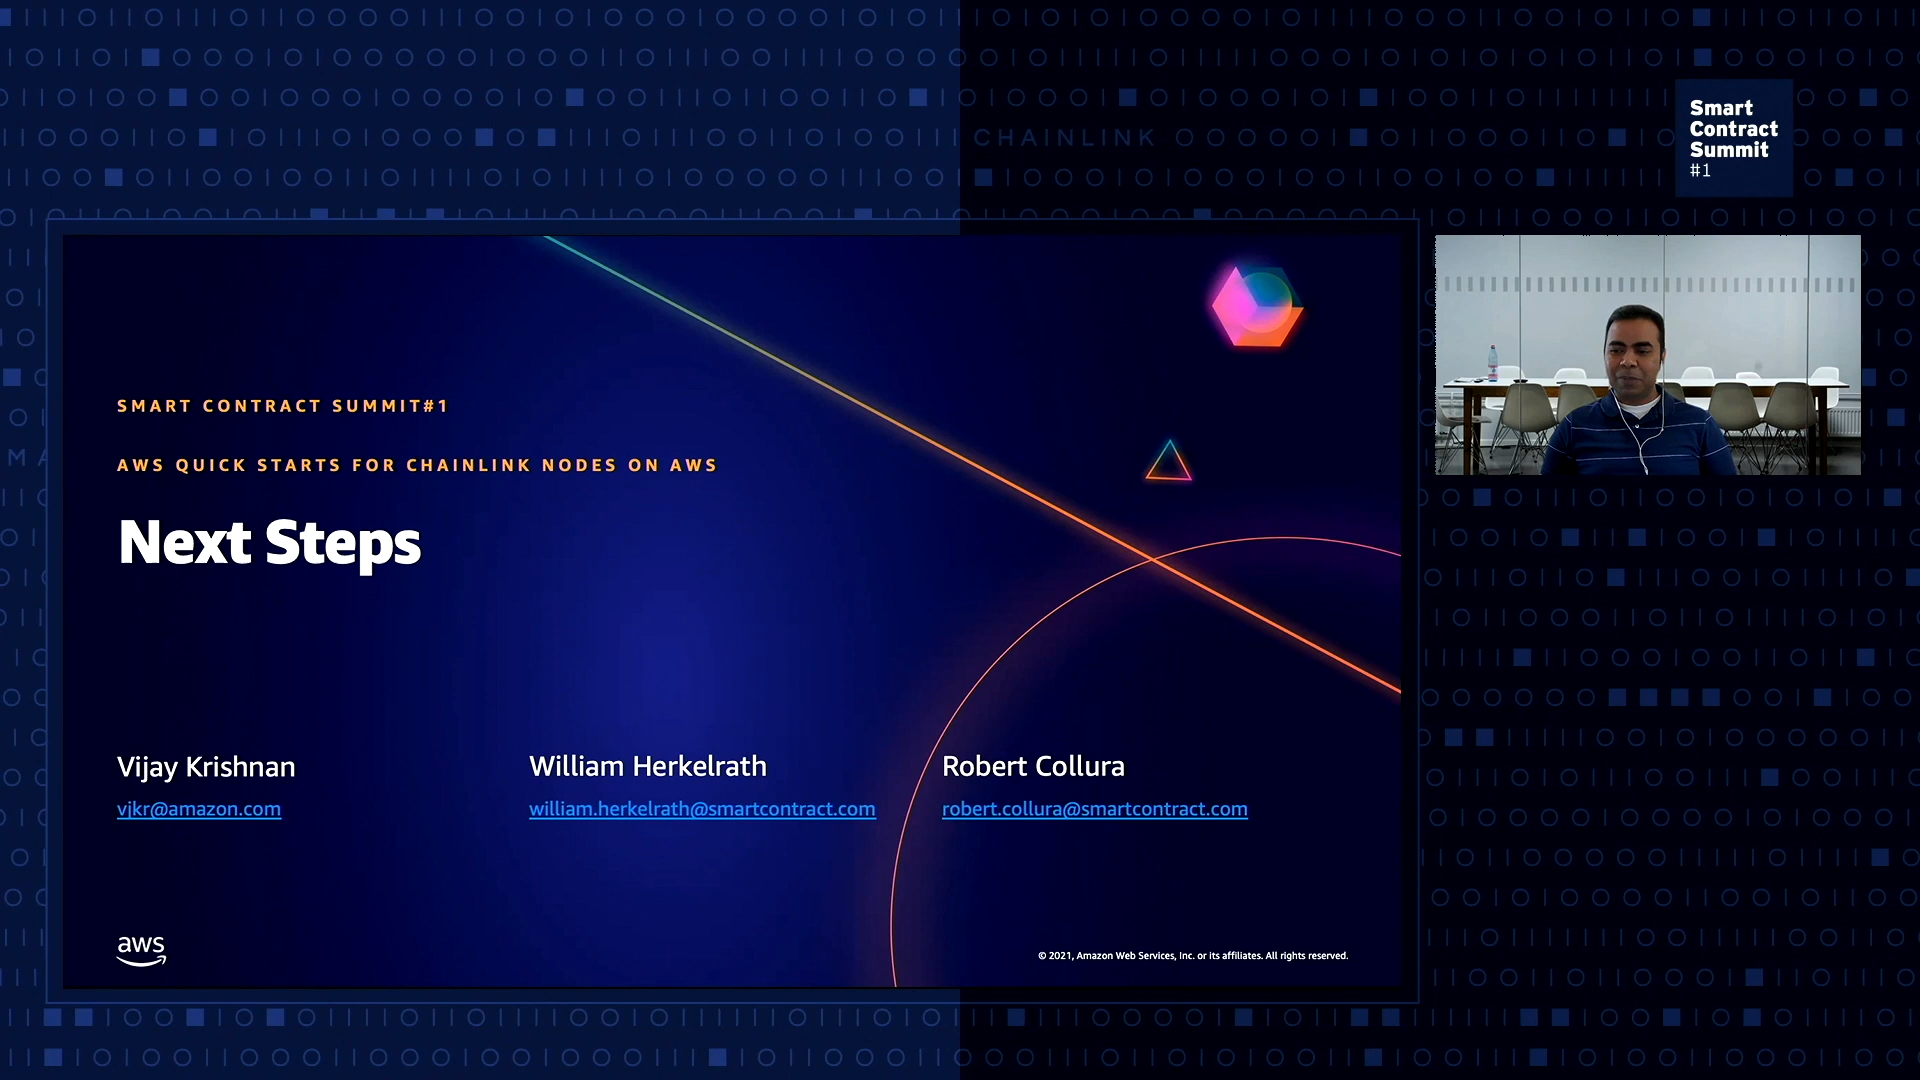 CHAINLINK
Smart
Contract
Summit
#1
SMART CONTRACT SUMMIT#1
AWS QUICK STARTS FOR CHAINLINK NODES ON AWS
Next Steps
Vijay Krishnan
William Herkelrath
Robert Collura
vjkr@amazon.com
william.herkelrath@smartcontract.com
robert.collura@smartcontract.com
aws
© 2021, Amazon Web Services, Inc. or its affiliates. All rights reserved.